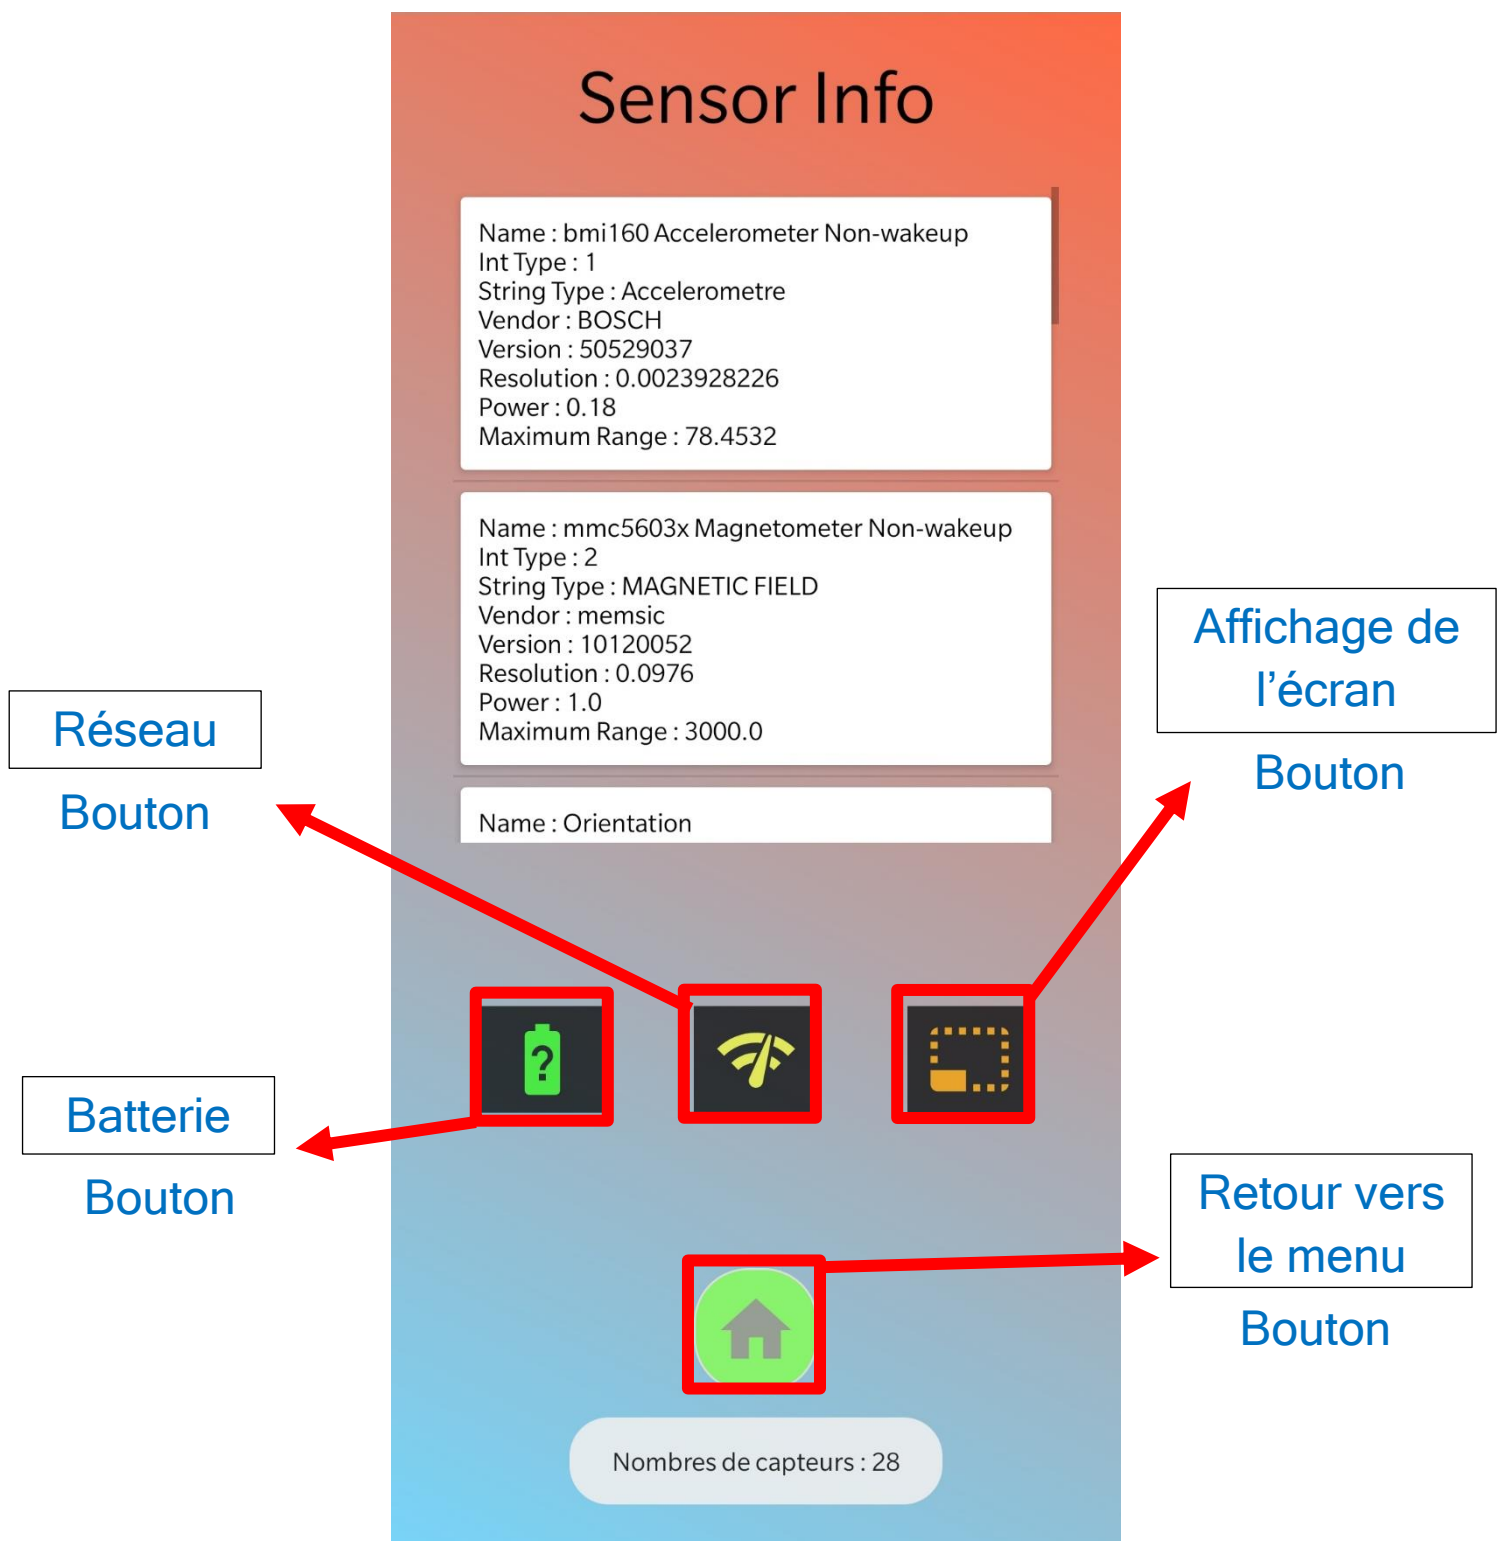 Sensor Info
Name : bmi160 Accelerometer Non-wakeup
Int Type : 1
String Type : Accelerometre
Vendor : BOSCH
Version : 50529037
Resolution : 0.0023928226
Power : 0.18
Maximum Range : 78.4532
Name : mmc5603x Magnetometer Non-wakeup
Int Type : 2
String Type : MAGNETIC FIELD
Vendor : memsic
Version : 10120052
Resolution : 0.0976
Power : 1.0
Maximum Range : 3000.0
Name : Orientation
Affichage de
l’écran
Bouton
Réseau
Bouton
?
Batterie
Bouton
Retour vers
le menu
Bouton
Nombres de capteurs : 28